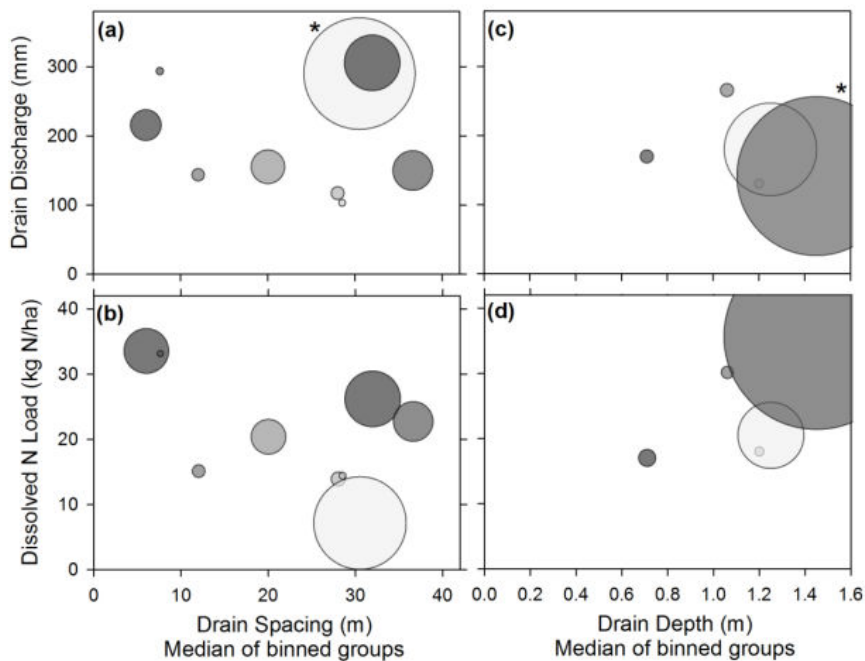 (a)
*
Drain Discharge (mm)
300
200
100
0
(c)
*
(b)
Dissolved N Load (kg N/ha)
40
30
20
10
0
(d)
0 10 20 30 40
Drain Spacing (m)
Median of binned groups
0.0 0.2 0.4 0.6 0.8 1.0 1.2 1.4 1.6
Drain Depth (m)
Median of binned groups